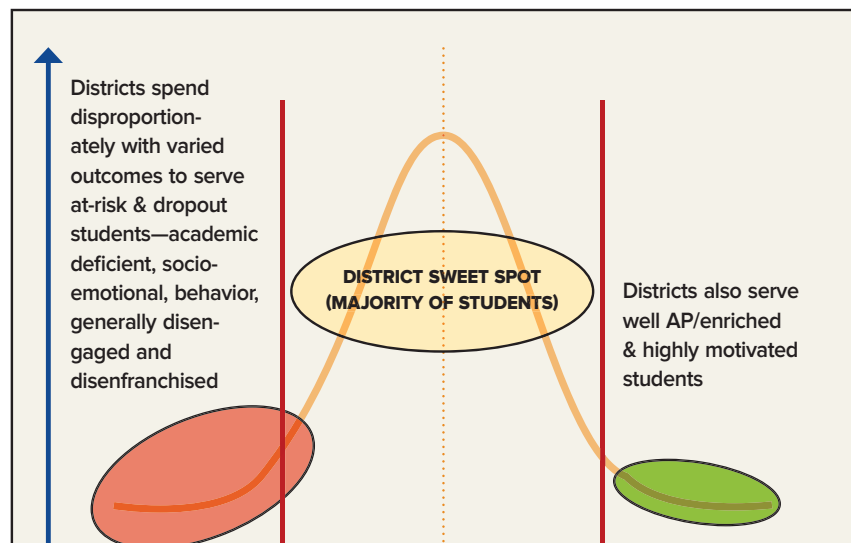 Districts spend
disproportion-
ately with varied
outcomes to serve
at-risk & dropout
students—academic
deficient, socio-
emotional, behavior,
generally disen-
gaged and
disenfranchised
DISTRICT SWEET SPOT
(MAJORITY OF STUDENTS)
Districts also serve
well AP/enriched
& highly motivated
students